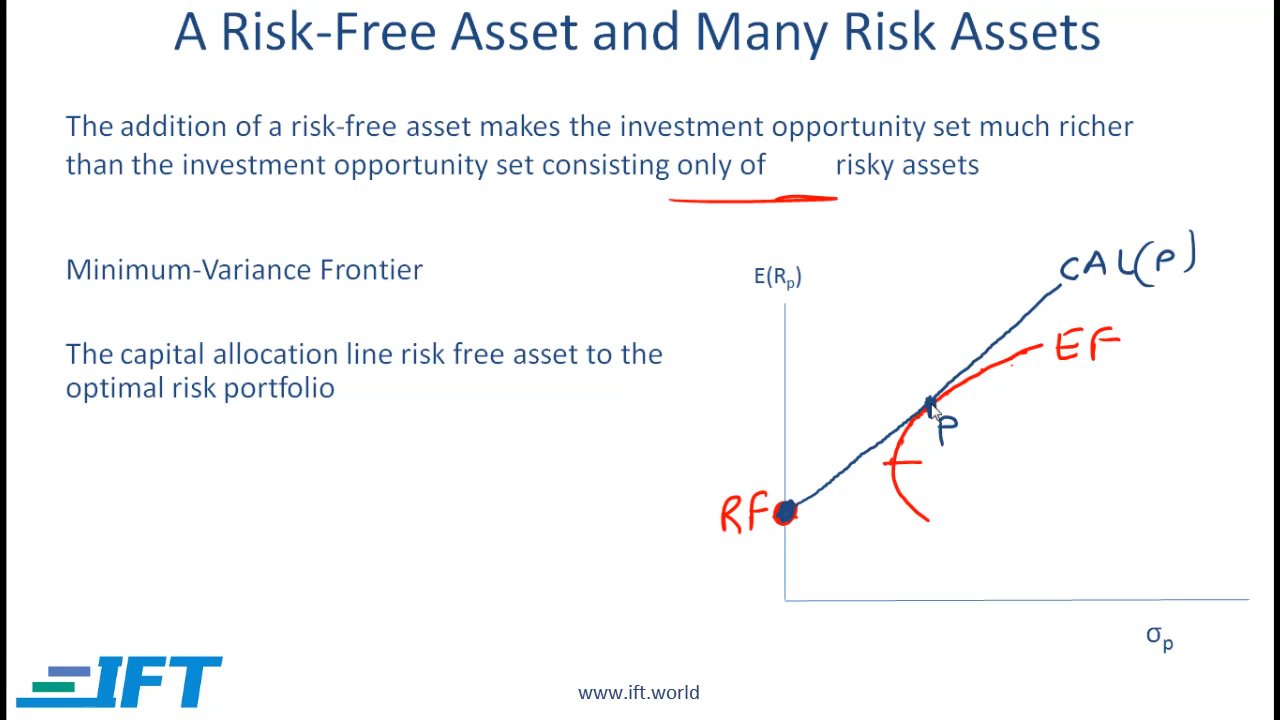 A Risk-Free Asset and Many Risk Assets
The addition of a risk-free asset makes the investment opportunity set much richer
than the investment opportunity set consisting only of risky assets
Minimum-Variance Frontier
The capital allocation line risk free asset to the
optimal risk portfolio
E(Rp)
CAL(P)
EF
P
RF
σp
IFT
www.ift.world